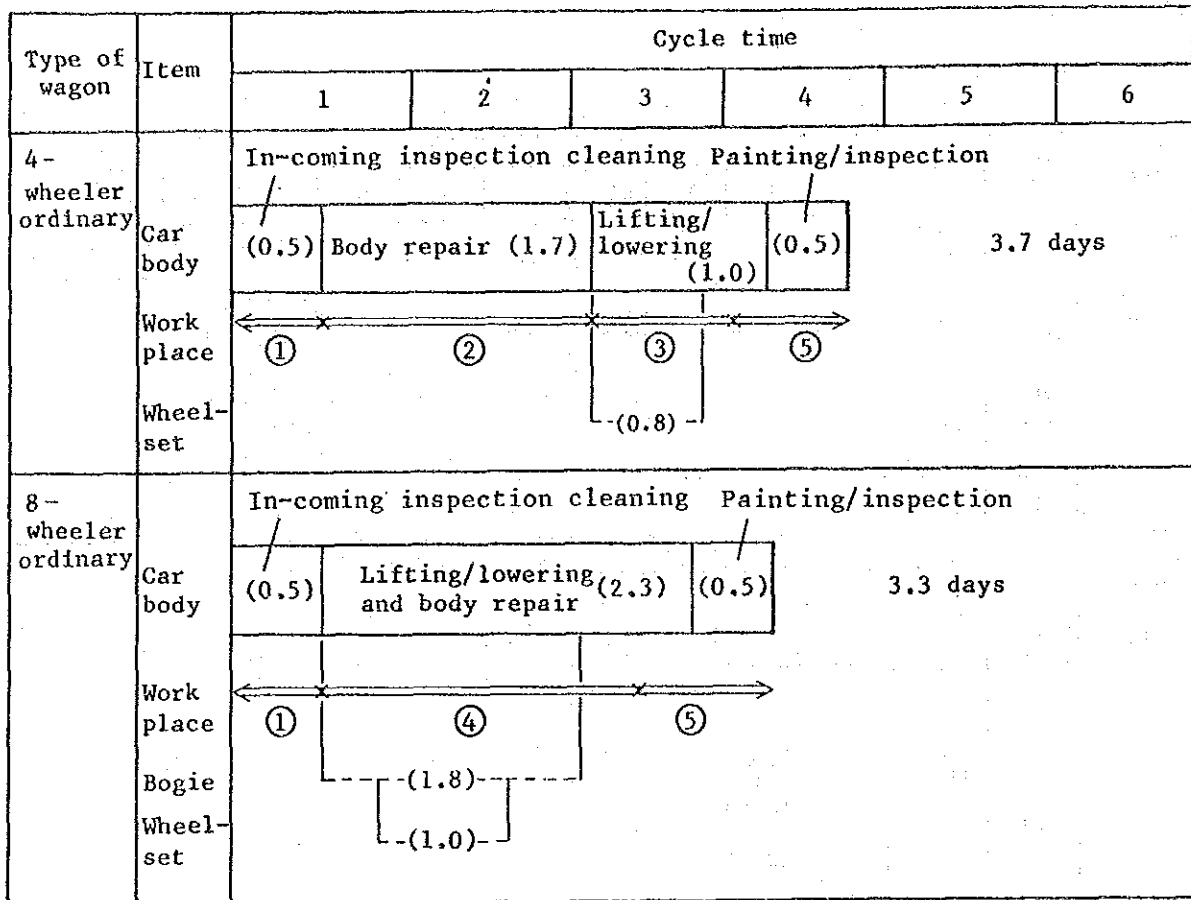 Type of wagon
Item
Cycle time
1 2 3 4 5 6
4-wheeler ordinary
In-coming inspection cleaning Painting/inspection
Car body
(0.5) Body repair (1.7) Lifting/lowering (1.0) (0.5) 3.7 days
Work place
① ② ③ ⑤
Wheel-set
(0.8)
8-wheeler ordinary
In-coming inspection cleaning Painting/inspection
Car body
(0.5) Lifting/lowering and body repair (2.3) (0.5) 3.3 days
Work place
① ④ ⑤
Bogie
(1.8)
Wheel-set
(1.0)